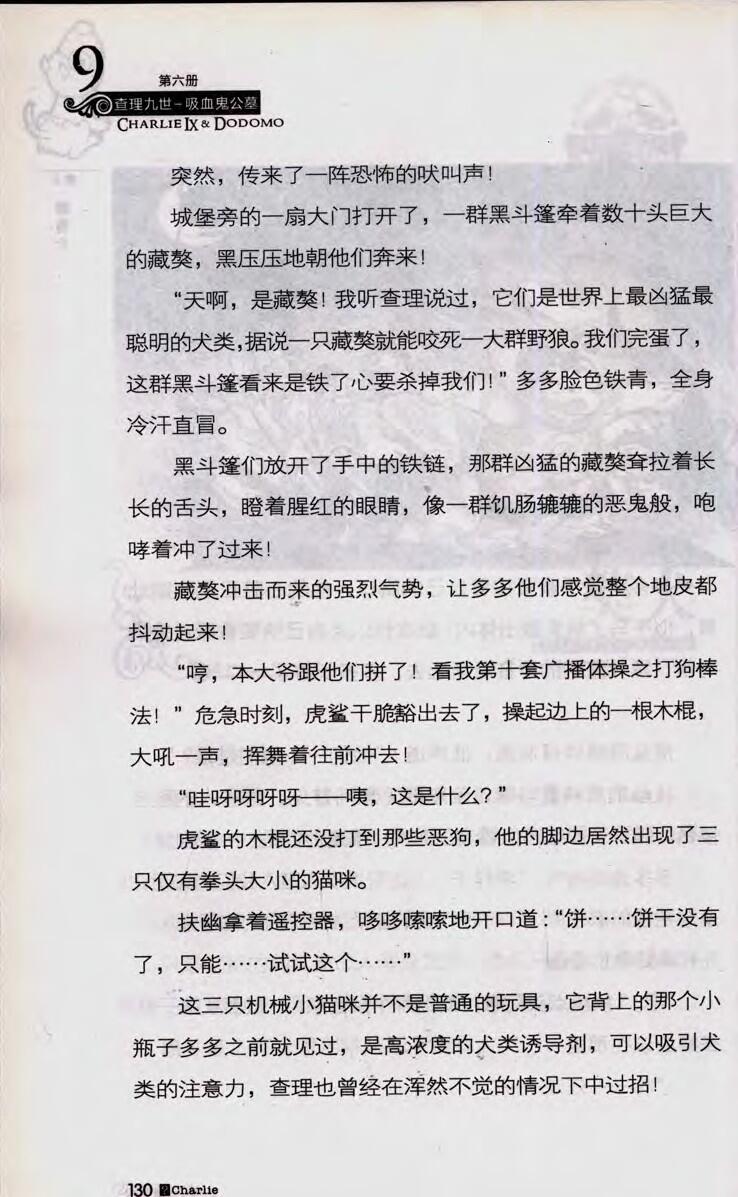 9
第六册
查理九世-吸血鬼公墓
CHARLIE IX & DODOMO
突然，传来了一阵恐怖的吠叫声！
城堡旁的一扇大门打开了，一群黑斗篷牵着数十头巨大
的藏獒，黑压压地朝他们奔来！
“天啊，是藏獒！我听查理说过，它们是世界上最凶猛最
聪明的犬类，据说一只藏獒就能咬死一大群野狼。我们完蛋了，
这群黑斗篷看来是铁了心要杀掉我们！”多多脸色铁青，全身
冷汗直冒。
黑斗篷们放开了手中的铁链，那群凶猛的藏獒耷拉着长
长的舌头，瞪着腥红的眼睛，像一群饥肠辘辘的恶鬼般，咆
哮着冲了过来！
藏獒冲击而来的强烈气势，让多多他们感觉整个地皮都
抖动起来！
“哼，本大爷跟他们拼了！看我第十套广播体操之打狗棒
法！”危急时刻，虎鲨干脆豁出去了，操起边上的一根木棍，
大吼一声，挥舞着往前冲去！
“哇呀呀呀呀——咦，这是什么？”
虎鲨的木棍还没打到那些恶狗，他的脚边居然出现了三
只仅有拳头大小的猫咪。
扶幽拿着遥控器，哆哆嗦嗦地开口道：“饼……饼干没有
了，只能……试试这个……”
这三只机械小猫咪并不是普通的玩具，它背上的那个小
瓶子多多之前就见过，是高浓度的犬类诱导剂，可以吸引犬
类的注意力，查理也曾经在浑然不觉的情况下中过招！
130 Charlie